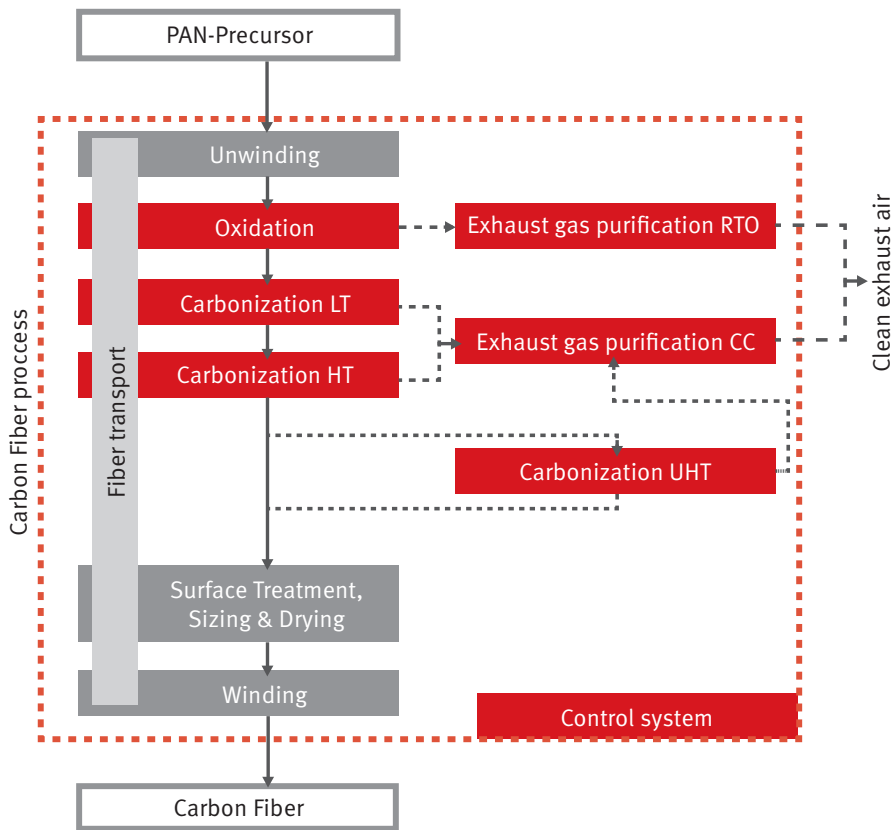 PAN-Precursor
Unwinding
Oxidation
Exhaust gas purification RTO
Carbonization LT
Exhaust gas purification CC
Carbonization HT
Carbonization UHT
Surface Treatment,
Sizing & Drying
Winding
Control system
Carbon Fiber
Carbon Fiber proccess
Fiber transport
Clean exhaust air